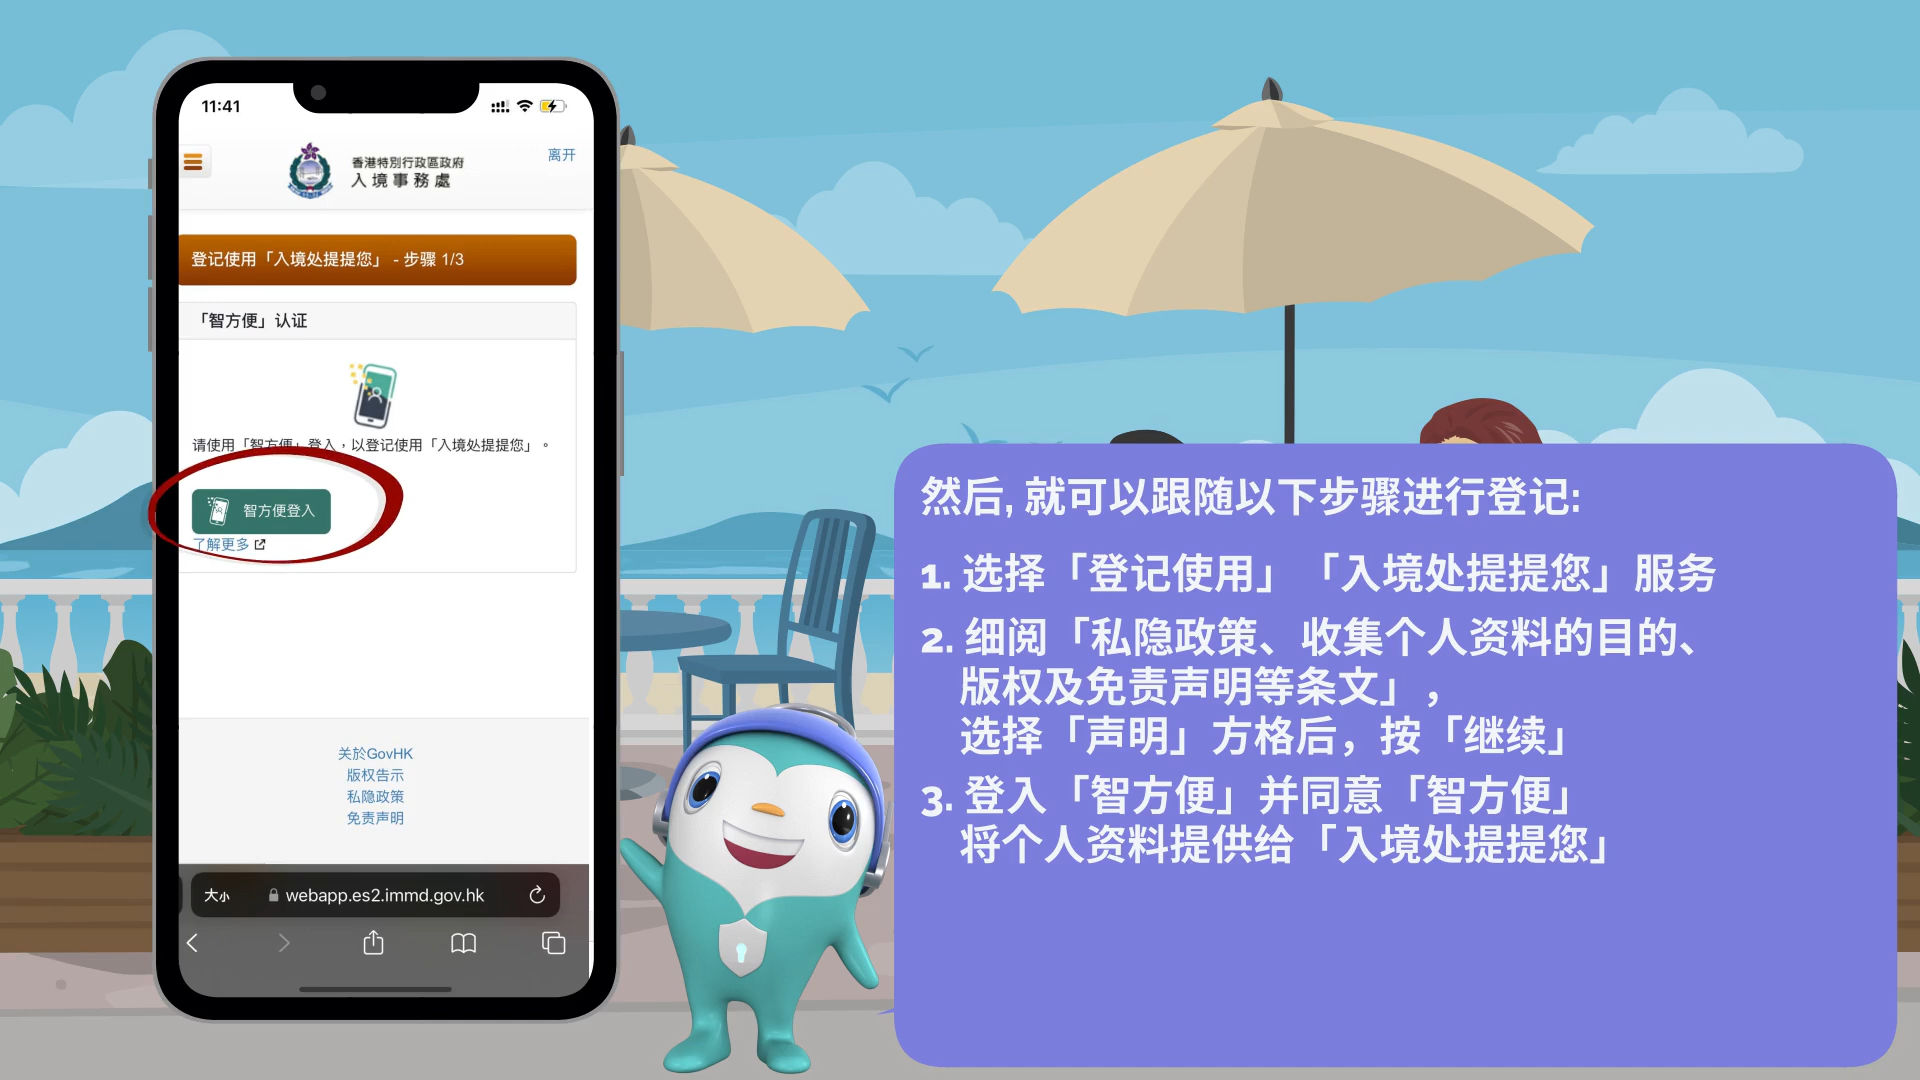 11:41
香港特別行政區政府
入境事務處
离开
登记使用「入境处提提您」 - 步骤 1/3
「智方便」认证
请使用「智方便」登入，以登记使用「入境处提提您」。
智方便登入
了解更多
关於GovHK
版权告示
私隐政策
免责声明
大小 webapp.es2.immd.gov.hk
然后, 就可以跟随以下步骤进行登记:
1. 选择「登记使用」「入境处提提您」服务
2. 细阅「私隐政策、收集个人资料的目的、
版权及免责声明等条文」，
选择「声明」方格后，按「继续」
3. 登入「智方便」并同意「智方便」
将个人资料提供给「入境处提提您」